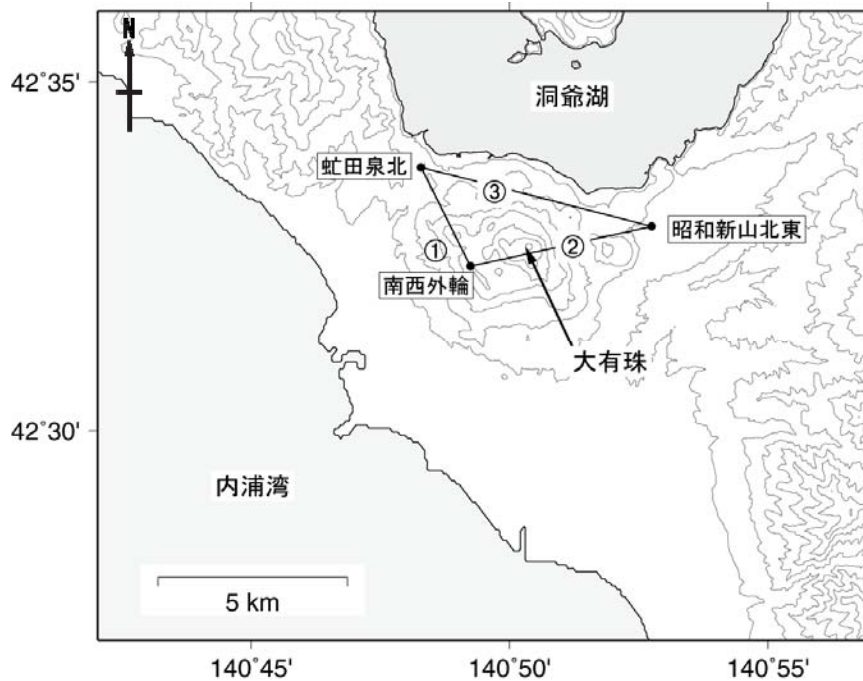 N
42°35'
洞爺湖
虻田泉北
③
昭和新山北東
①
②
南西外輪
大有珠
42°30'
内浦湾
5 km
140°45'
140°50'
140°55'